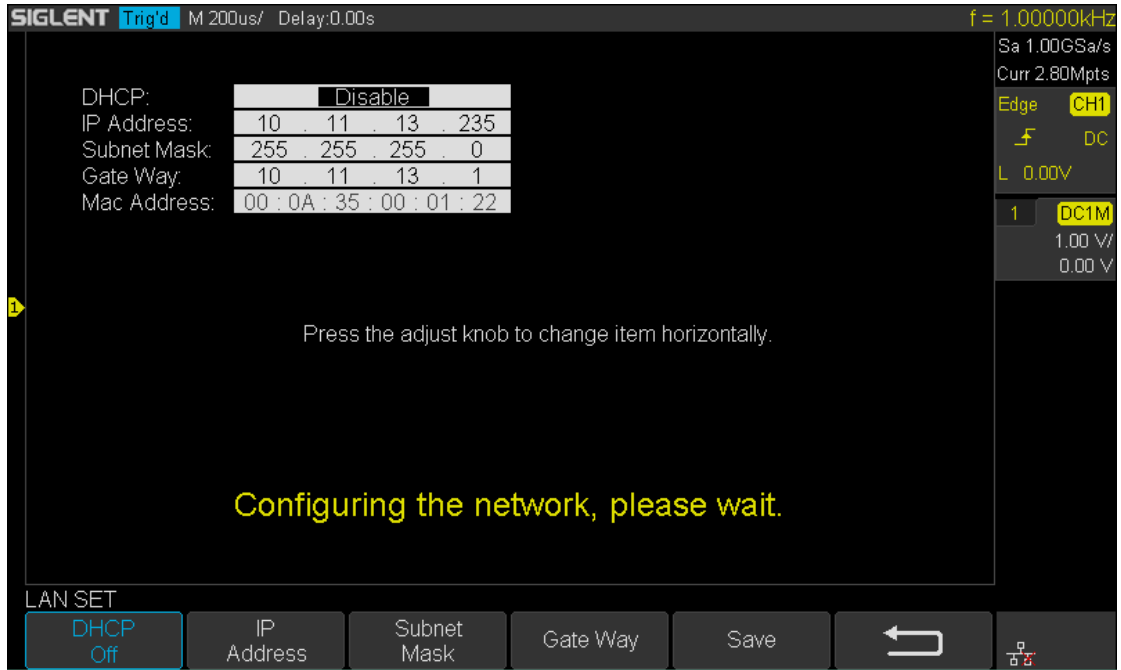 SIGLENT Trig'd M 200us/ Delay:0.00s f = 1.00000kHz
Sa 1.00GSa/s
Curr 2.80Mpts
Edge CH1
DC
L 0.00V
1 DC1M
1.00 V/
0.00 V
DHCP: Disable
IP Address: 10 . 11 . 13 . 235
Subnet Mask: 255 . 255 . 255 . 0
Gate Way: 10 . 11 . 13 . 1
Mac Address: 00 : 0A : 35 : 00 : 01 : 22
1
Press the adjust knob to change item horizontally.
Configuring the network, please wait.
LAN SET
DHCP
Off
IP
Address
Subnet
Mask
Gate Way
Save